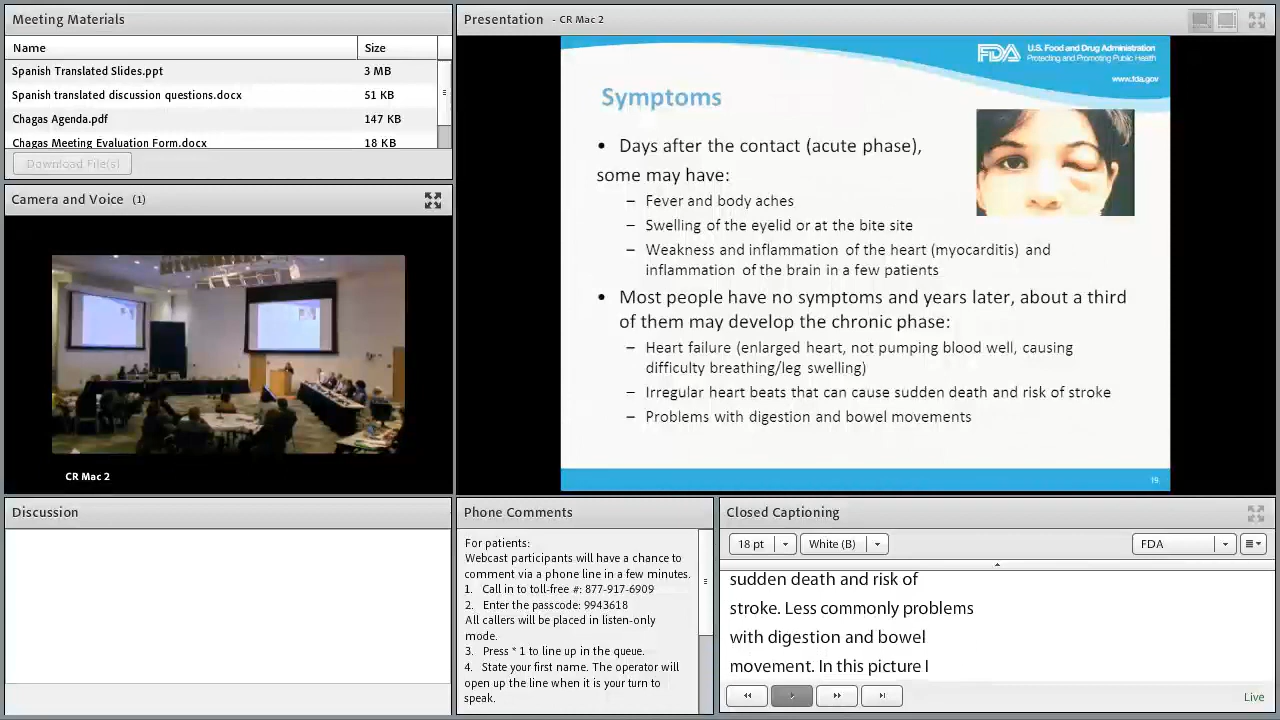 Meeting Materials
Name Size
Spanish Translated Slides.ppt 3 MB
Spanish translated discussion questions.docx 51 KB
Chagas Agenda.pdf 147 KB
Chagas Meeting Evaluation Form.docx 18 KB
Download File(s)
Camera and Voice (1)
CR Mac 2
Discussion
Presentation - CR Mac 2
FDA U.S. Food and Drug Administration
Protecting and Promoting Public Health
www.fda.gov
Symptoms
• Days after the contact (acute phase),
some may have:
– Fever and body aches
– Swelling of the eyelid or at the bite site
– Weakness and inflammation of the heart (myocarditis) and
inflammation of the brain in a few patients
• Most people have no symptoms and years later, about a third
of them may develop the chronic phase:
– Heart failure (enlarged heart, not pumping blood well, causing
difficulty breathing/leg swelling)
– Irregular heart beats that can cause sudden death and risk of stroke
– Problems with digestion and bowel movements
19
Phone Comments
For patients:
Webcast participants will have a chance to
comment via a phone line in a few minutes.
1. Call in to toll-free #: 877-917-6909
2. Enter the passcode: 9943618
All callers will be placed in listen-only
mode.
3. Press * 1 to line up in the queue.
4. State your first name. The operator will
open up the line when it is your turn to
speak.
Closed Captioning
18 pt White (B) FDA
sudden death and risk of
stroke. Less commonly problems
with digestion and bowel
movement. In this picture I
Live